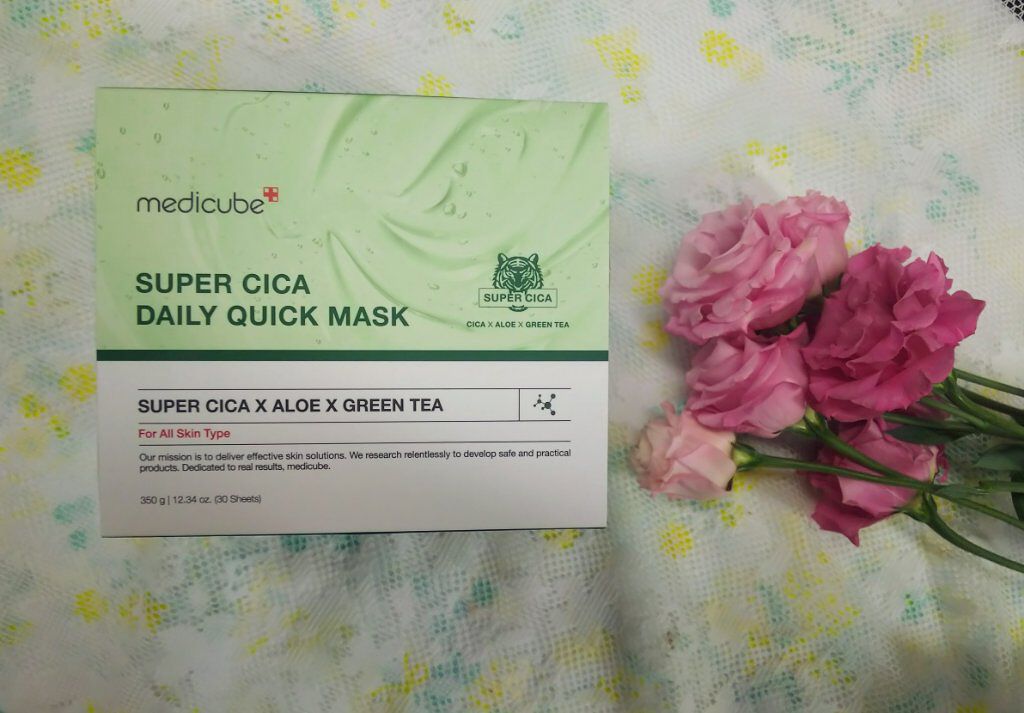 medicube
SUPER CICA
DAILY QUICK MASK
SUPER CICA
CICA X ALOE X GREEN TEA
SUPER CICA X ALOE X GREEN TEA
For All Skin Type
Our mission is to deliver effective skin solutions. We research relentlessly to develop safe and practical
products. Dedicated to real results, medicube.
350 g | 12.34 oz. (30 Sheets)